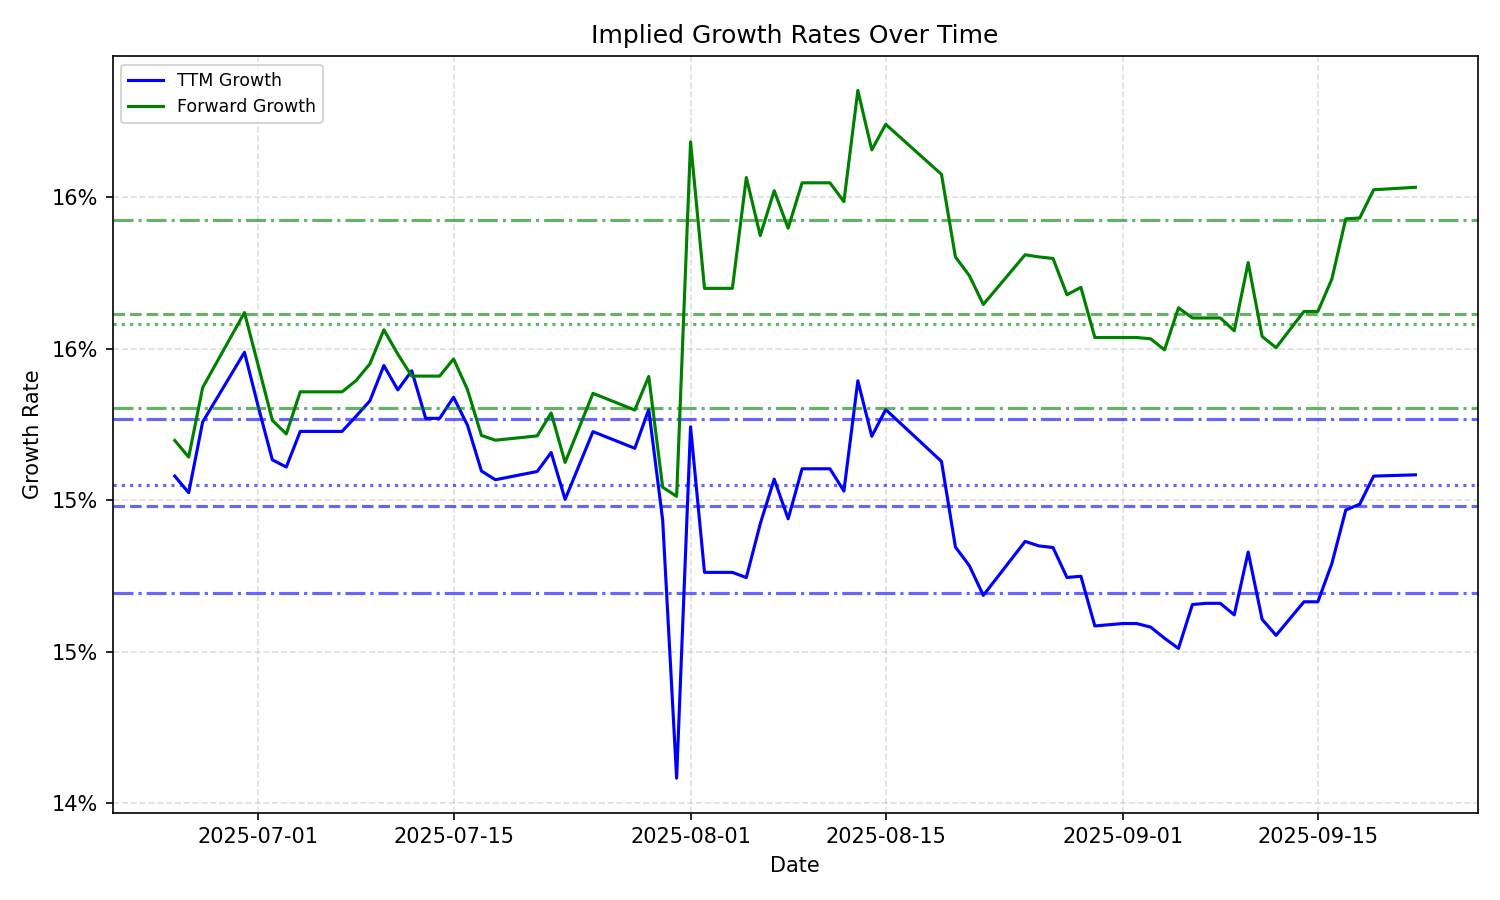 Implied Growth Rates Over Time
TTM Growth
Forward Growth
16%
16%
15%
15%
14%
Growth Rate
2025-07-01
2025-07-15
2025-08-01
2025-08-15
2025-09-01
2025-09-15
Date